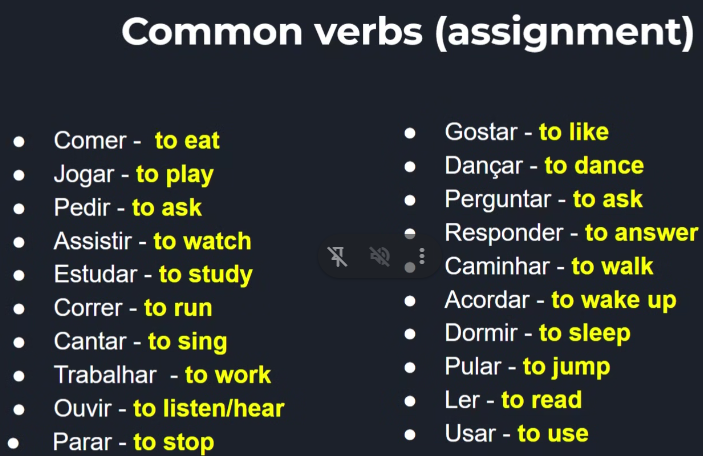 Common verbs (assignment)
● Comer - to eat
● Jogar - to play
● Pedir - to ask
● Assistir - to watch
● Estudar - to study
● Correr - to run
● Cantar - to sing
● Trabalhar - to work
● Ouvir - to listen/hear
● Parar - to stop
● Gostar - to like
● Dançar - to dance
● Perguntar - to ask
● Responder - to answer
● Caminhar - to walk
● Acordar - to wake up
● Dormir - to sleep
● Pular - to jump
● Ler - to read
● Usar - to use